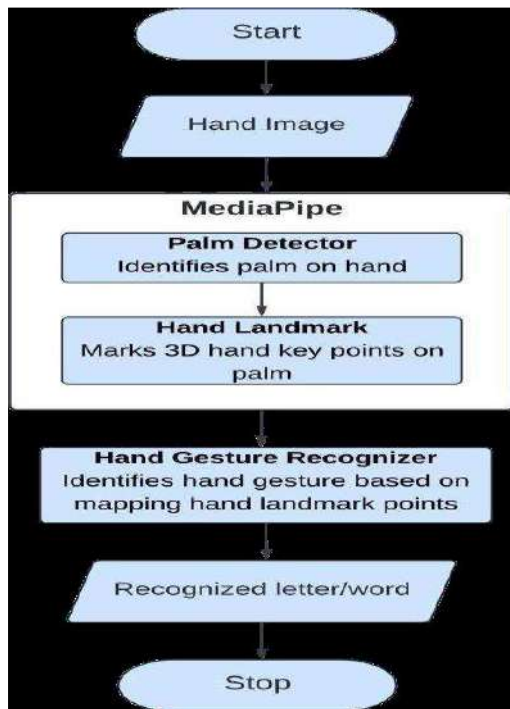 Start
Hand Image
MediaPipe
Palm Detector
Identifies palm on hand
Hand Landmark
Marks 3D hand key points on
palm
Hand Gesture Recognizer
Identifies hand gesture based on
mapping hand landmark points
Recognized letter/word
Stop